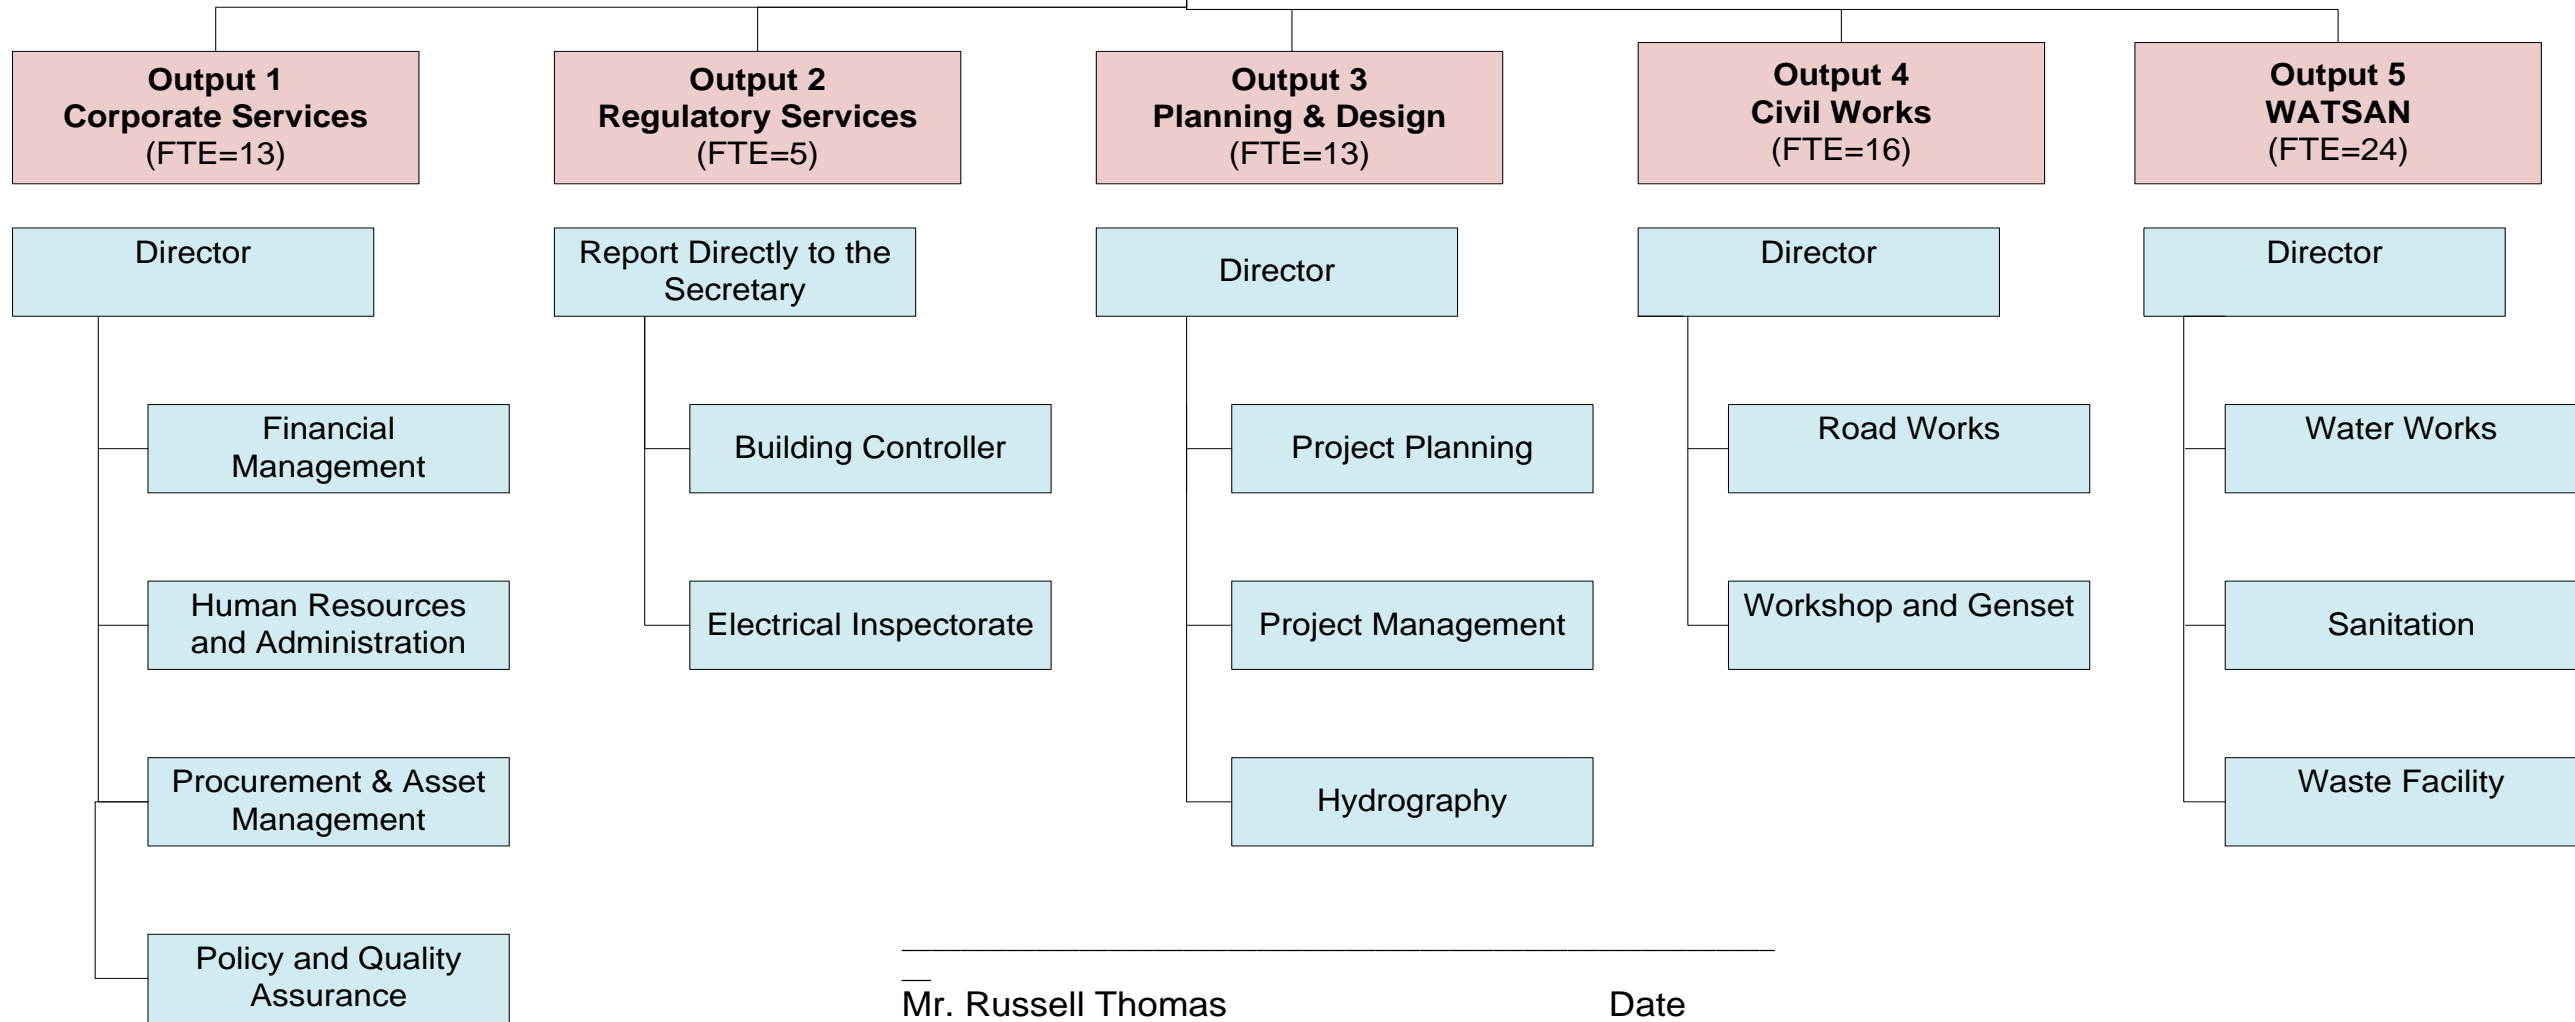 Output 1
Corporate Services
(FTE=13)
Output 2
Regulatory Services
(FTE=5)
Output 3
Planning & Design
(FTE=13)
Output 4
Civil Works
(FTE=16)
Output 5
WATSAN
(FTE=24)
Director
Report Directly to the
Secretary
Director
Director
Director
Financial
Management
Building Controller
Project Planning
Road Works
Water Works
Human Resources
and Administration
Electrical Inspectorate
Project Management
Workshop and Genset
Sanitation
Procurement & Asset
Management
Hydrography
Waste Facility
Policy and Quality
Assurance
Mr. Russell Thomas Date